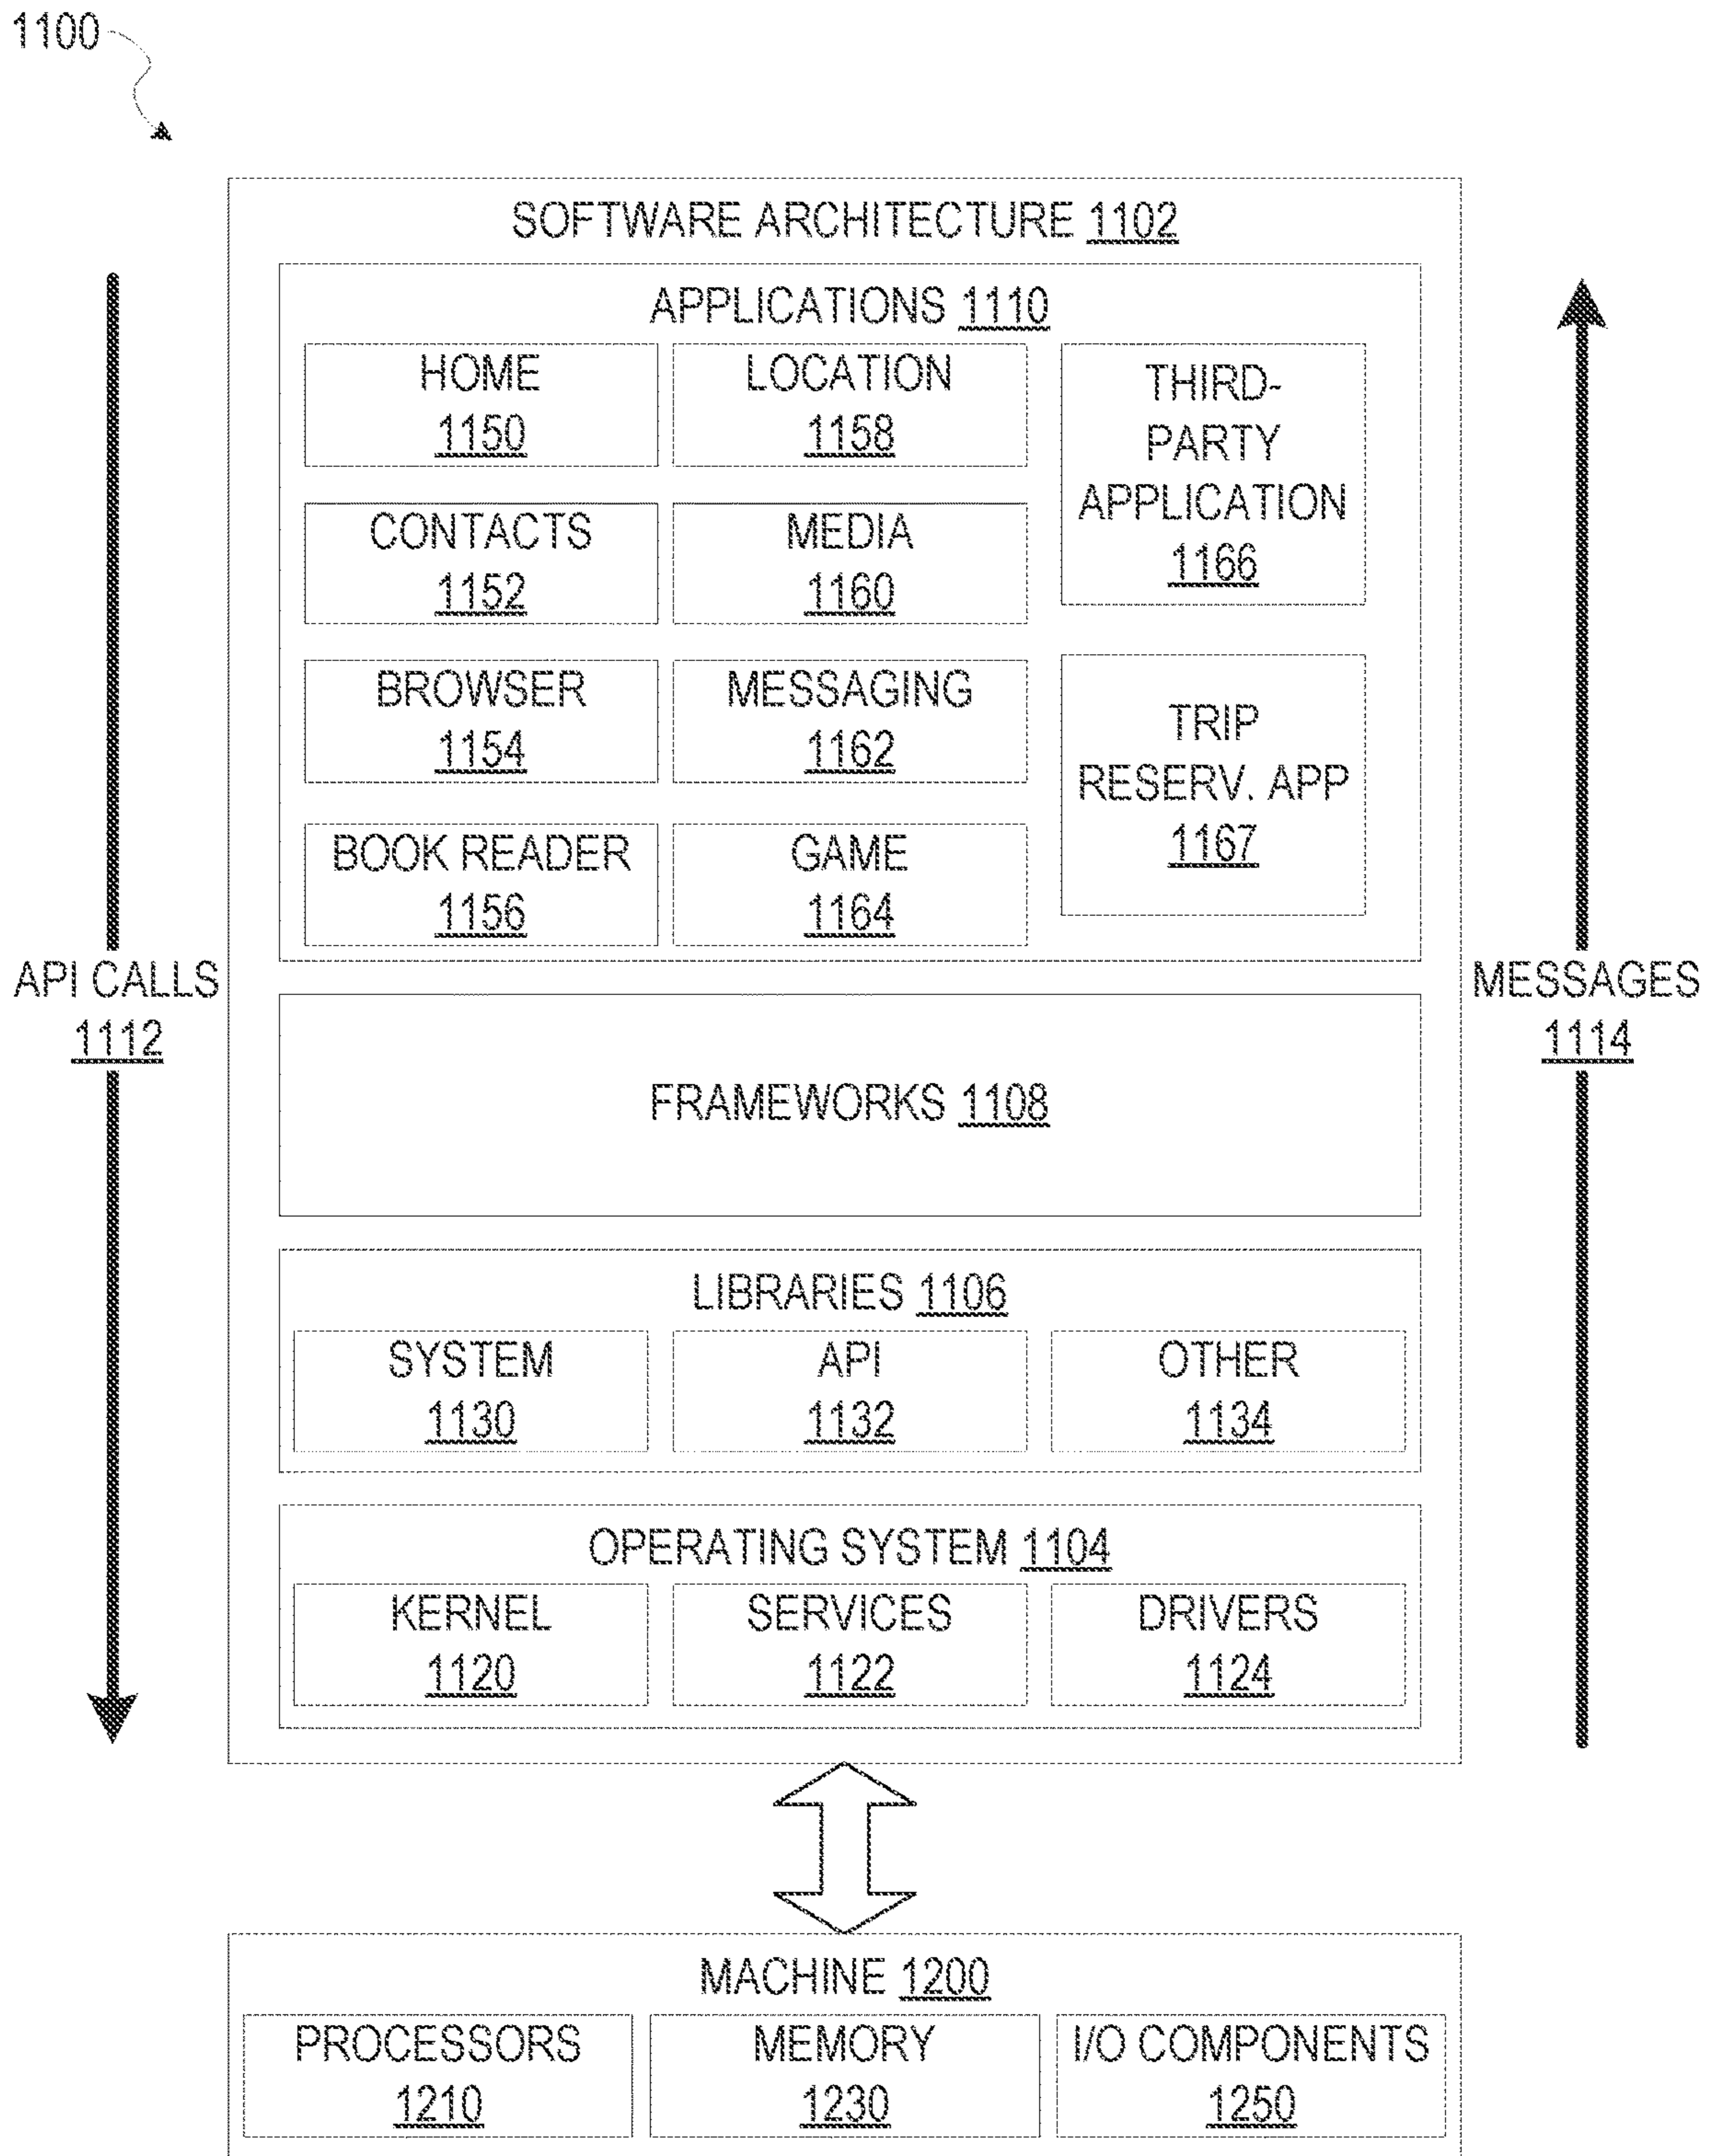 1100
SOFTWARE ARCHITECTURE 1102
APPLICATIONS 1110
HOME
1150
LOCATION
1158
THIRD-
PARTY
APPLICATION
1166
CONTACTS
1152
MEDIA
1160
BROWSER
1154
MESSAGING
1162
TRIP
RESERV. APP
1167
BOOK READER
1156
GAME
1164
API CALLS
1112
MESSAGES
1114
FRAMEWORKS 1108
LIBRARIES 1106
SYSTEM
1130
API
1132
OTHER
1134
OPERATING SYSTEM 1104
KERNEL
1120
SERVICES
1122
DRIVERS
1124
MACHINE 1200
PROCESSORS
1210
MEMORY
1230
I/O COMPONENTS
1250